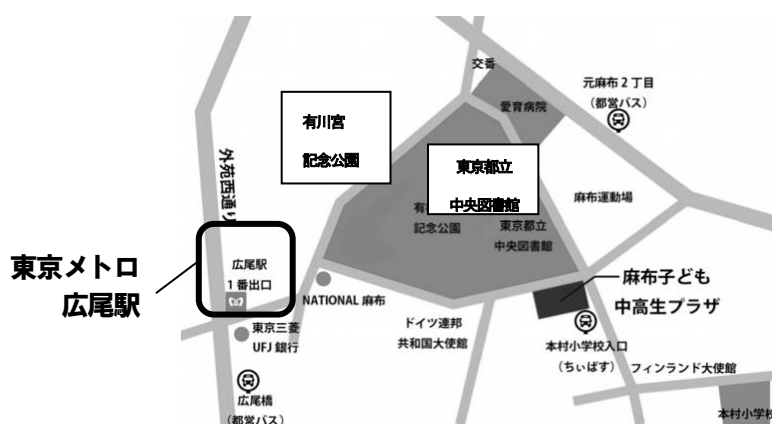 交番
元麻布２丁目
（都営バス）
愛育病院
有川宮
記念公園
東京都立
中央図書館
外苑西通り
麻布運動場
有
記念公園
東京都立
中央図書館
東京メトロ
広尾駅
広尾駅
1 番出口
NATIONAL 麻布
麻布子ども
中高生プラザ
東京三菱
UFJ 銀行
ドイツ連邦
共和国大使館
本村小学校入口
（ちぃばす）
フィンランド大使館
広尾橋
（都営バス）
本村小学校